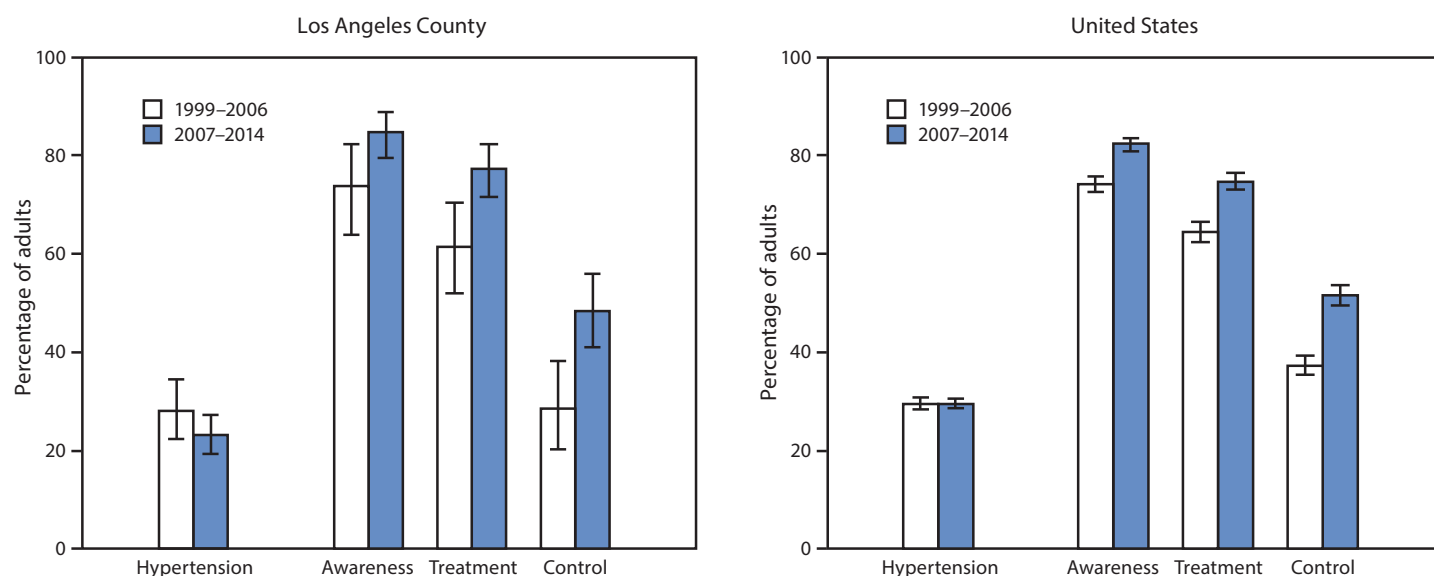 Los Angeles County
100
80
60
40
20
0
Percentage of adults
1999–2006
2007–2014
Hypertension Awareness Treatment Control
United States
100
80
60
40
20
0
Percentage of adults
1999–2006
2007–2014
Hypertension Awareness Treatment Control